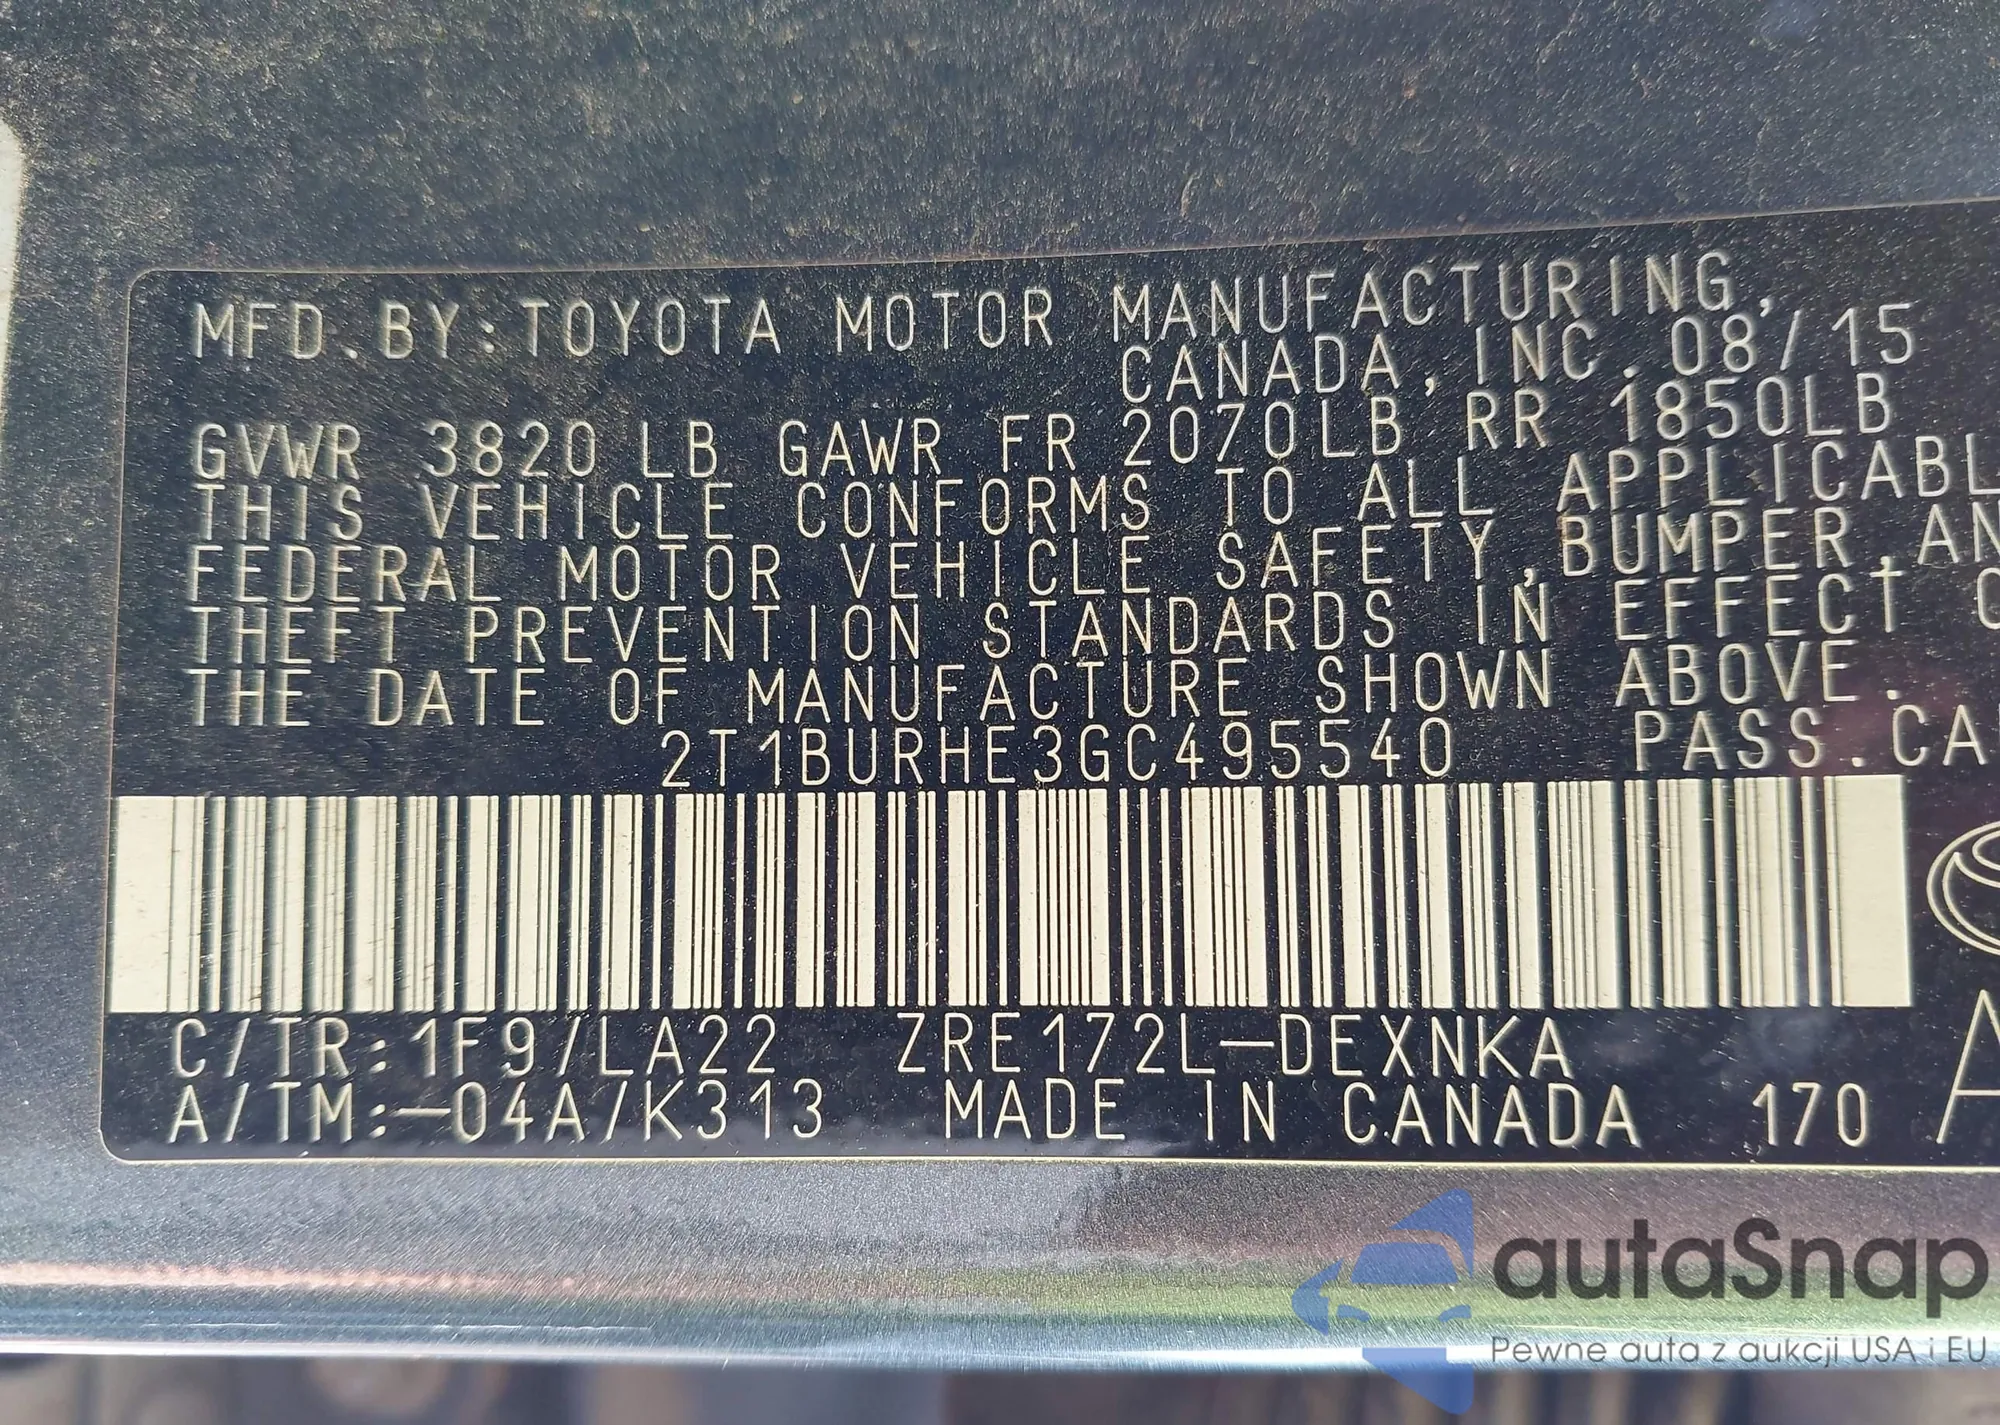 MFD.BY:TOYOTA MOTOR MANUFACTURING,
CANADA, INC. 08/15
GVWR 3820 LB GAWR FR 2070LB RR 1850LB
THIS VEHICLE CONFORMS TO ALL APPLICABL
FEDERAL MOTOR VEHICLE SAFETY,BUMPER,AN
THEFT PREVENTION STANDARDS IN EFFECT O
THE DATE OF MANUFACTURE SHOWN ABOVE.
2T1BURHE3GC495540 PASS.CA
C/TR:1F9/LA22 ZRE172L-DEXNKA
A/TM:-04A/K313 MADE IN CANADA 170 A
autaSnap
Pewne auta z aukcji USA i EU